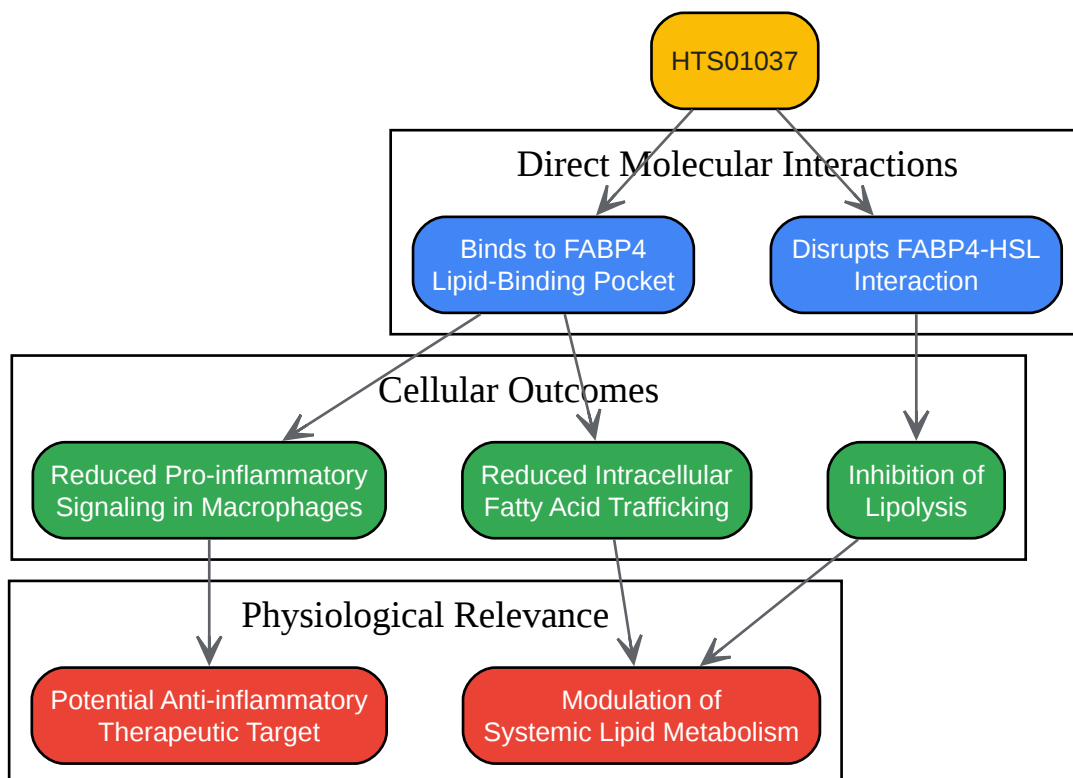 HTS01037
Direct Molecular Interactions
Binds to FABP4
Lipid-Binding Pocket
Disrupts FABP4-HSL
Interaction
Cellular Outcomes
Reduced Pro-inflammatory
Signaling in Macrophages
Reduced Intracellular
Fatty Acid Trafficking
Inhibition of
Lipolysis
Physiological Relevance
Potential Anti-inflammatory
Therapeutic Target
Modulation of
Systemic Lipid Metabolism